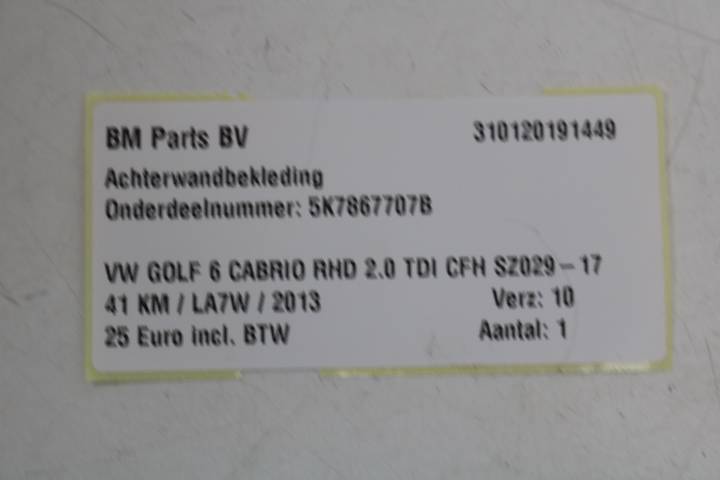 BM Parts BV 310120191449
Achterwandbekleding
Onderdeelnummer: 5K7867707B
VW GOLF 6 CABRIO RHD 2.0 TDI CFH SZ029-17
41 KM / LA7W / 2013 Verz: 10
25 Euro incl. BTW Aantal: 1